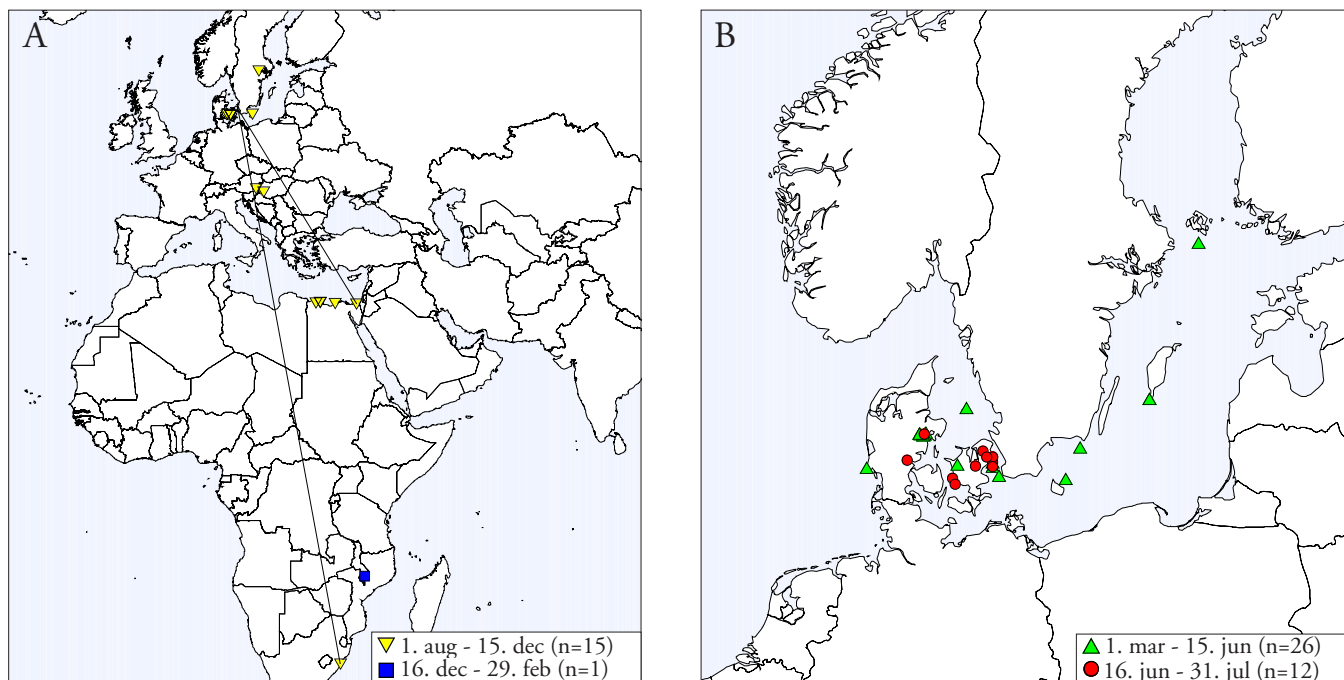 A
1. aug - 15. dec (n=15)
16. dec - 29. feb (n=1)
B
1. mar - 15. jun (n=26)
16. jun - 31. jul (n=12)